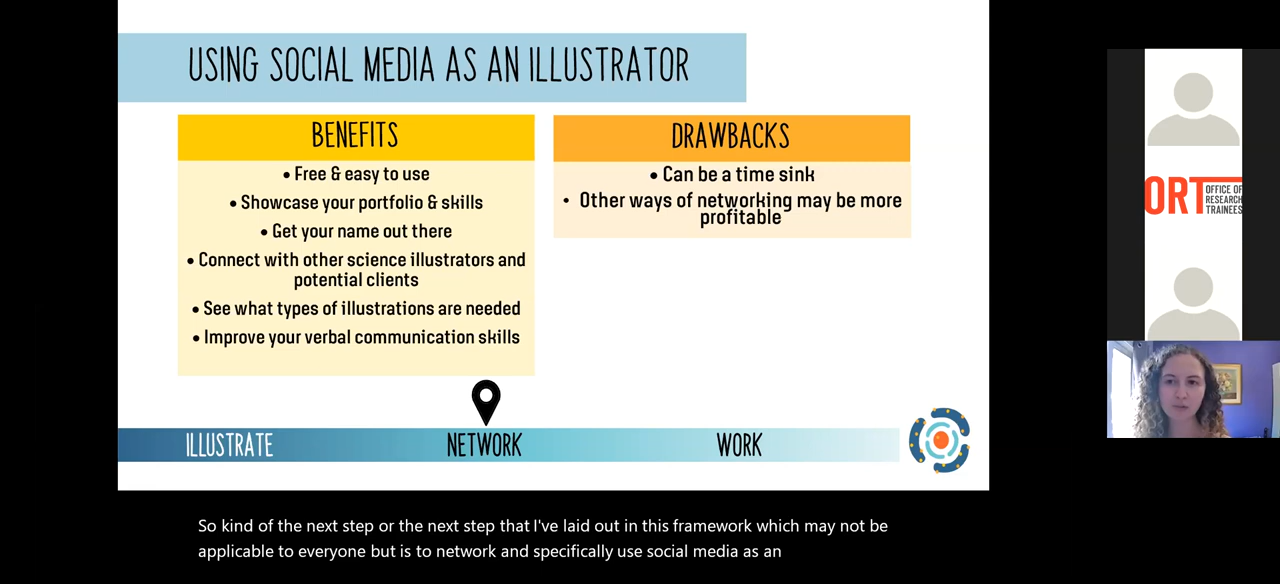 USING SOCIAL MEDIA AS AN ILLUSTRATOR
BENEFITS
• Free & easy to use
• Showcase your portfolio & skills
• Get your name out there
• Connect with other science illustrators and
potential clients
• See what types of illustrations are needed
• Improve your verbal communication skills
DRAWBACKS
• Can be a time sink
• Other ways of networking may be more
profitable
ILLUSTRATE
NETWORK
WORK
ORT
OFFICE OF
RESEARCH
TRAINEES
So kind of the next step or the next step that I've laid out in this framework which may not be
applicable to everyone but is to network and specifically use social media as an